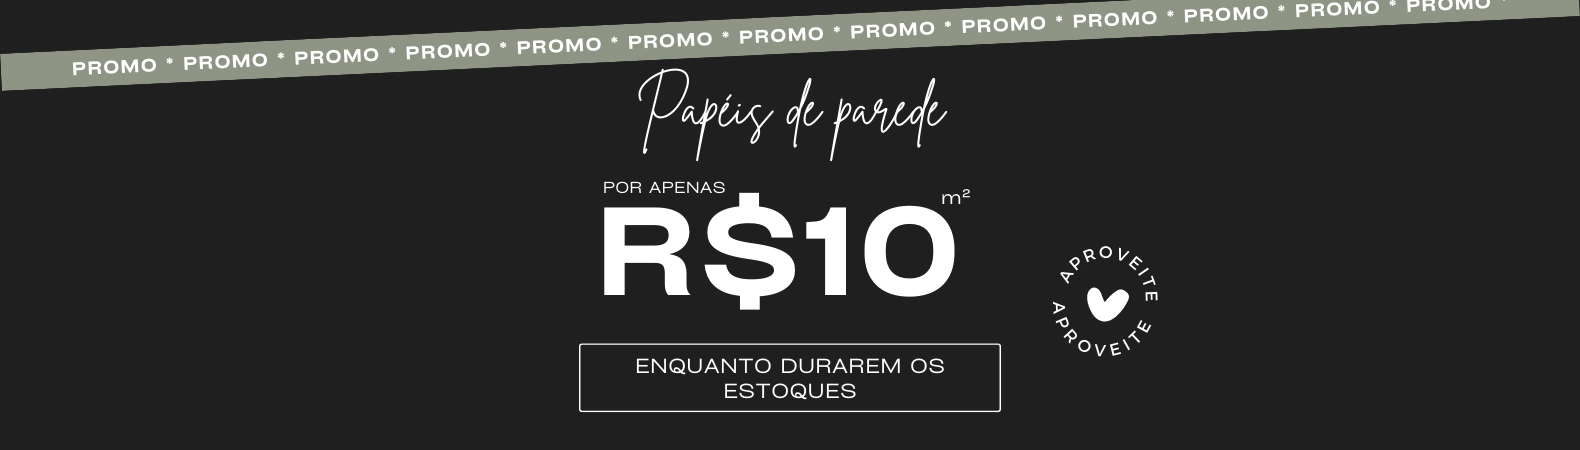 PROMO * PROMO * PROMO * PROMO * PROMO * PROMO * PROMO * PROMO * PROMO * PROMO * PROMO * PROMO * PROMO *
Papéis de parede
POR APENAS
R$10 m²
APROVEITE
APROVEITE
ENQUANTO DURAREM OS
ESTOQUES